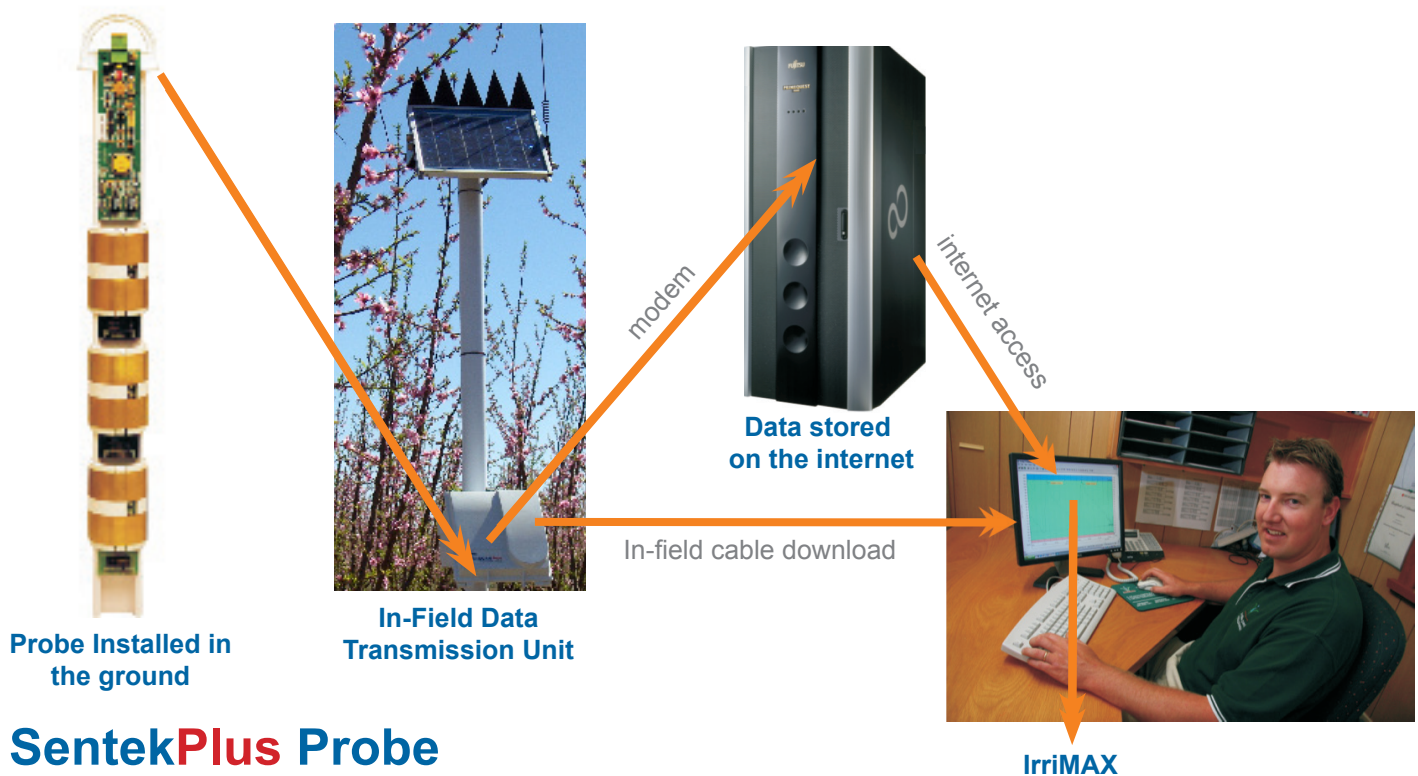 FUJITSU
modem
internet access
Data stored
on the internet
In-field cable download
In-Field Data
Transmission Unit
Probe Installed in
the ground
SentekPlus Probe
IrriMAX